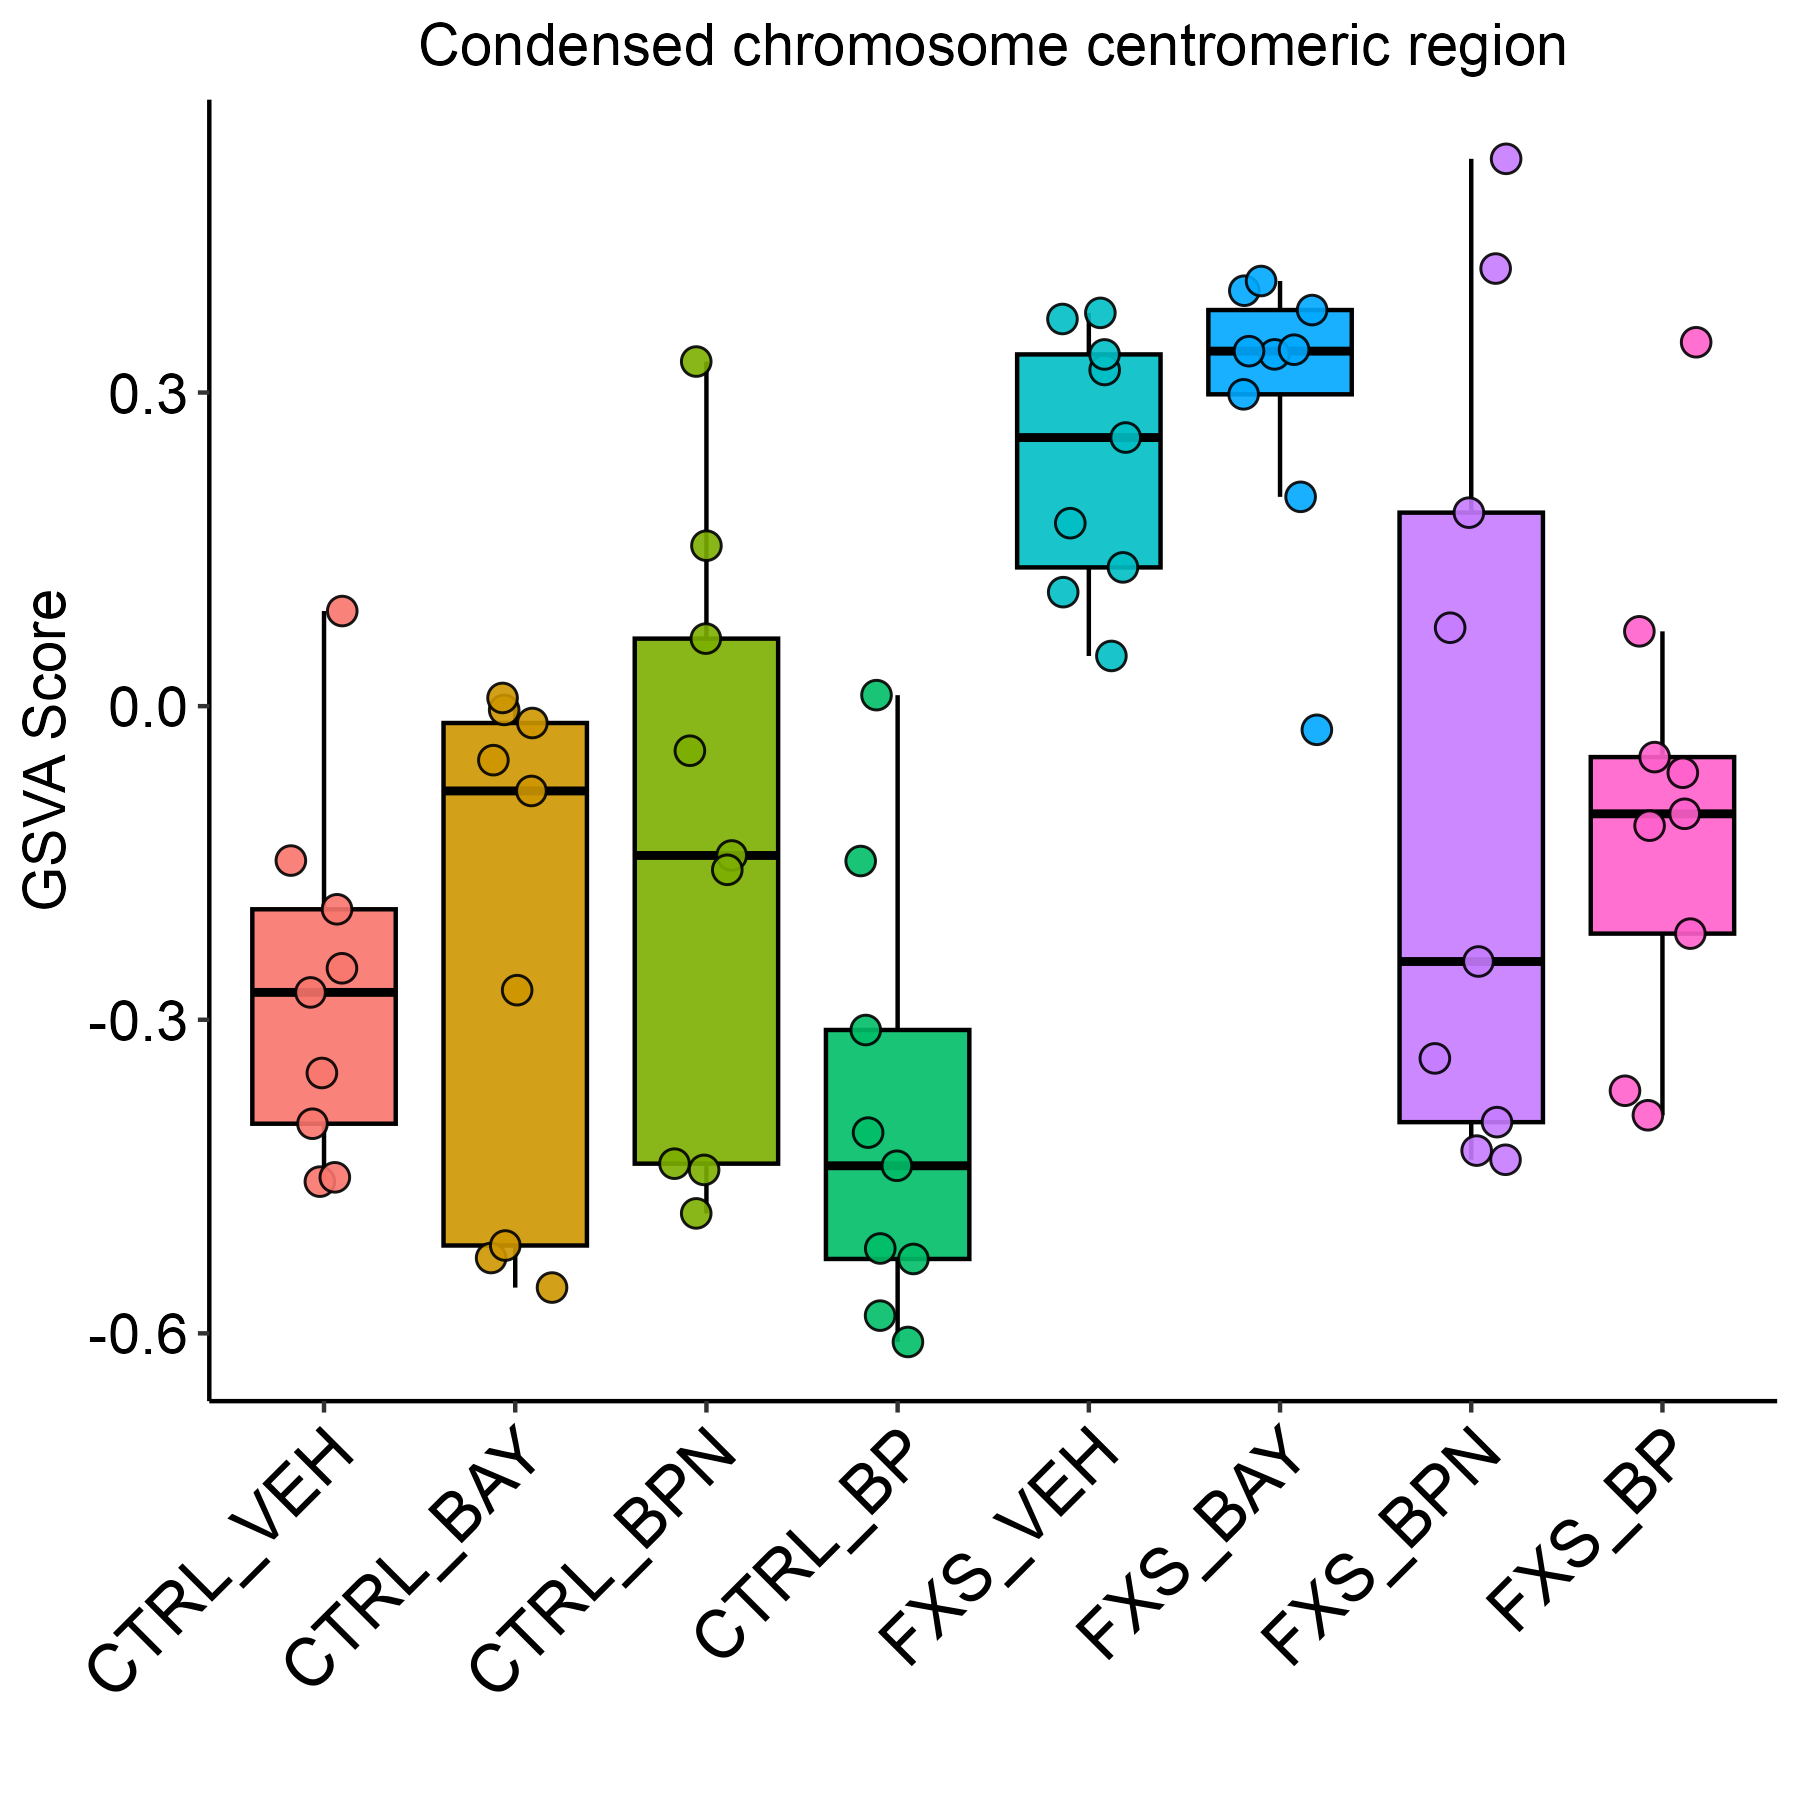 Condensed chromosome centromeric region
GSVA Score
0.3
0.0
-0.3
-0.6
CTRL_VEH
CTRL_BAY
CTRL_BPN
CTRL_BP
FXS_VEH
FXS_BAY
FXS_BPN
FXS_BP